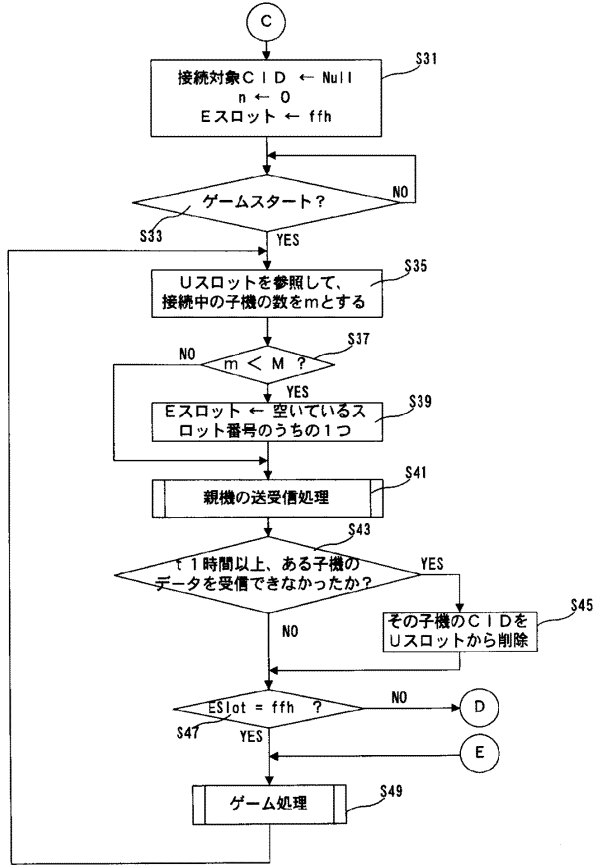 C
接続対象CID ← Null
n ← 0
Eスロット ← ffh
S31
ゲームスタート?
NO
S33
YES
Uスロットを参照して、
接続中の子機の数をmとする
S35
m < M ?
S37
NO
YES
Eスロット ← 空いているス
ロット番号のうちの1つ
S39
親機の送受信処理
S41
S43
t1時間以上、ある子機の
データを受信できなかったか?
YES
NO
その子機のCIDを
Uスロットから削除
S45
ESlot = ffh ?
NO
D
S47
YES
E
ゲーム処理
S49